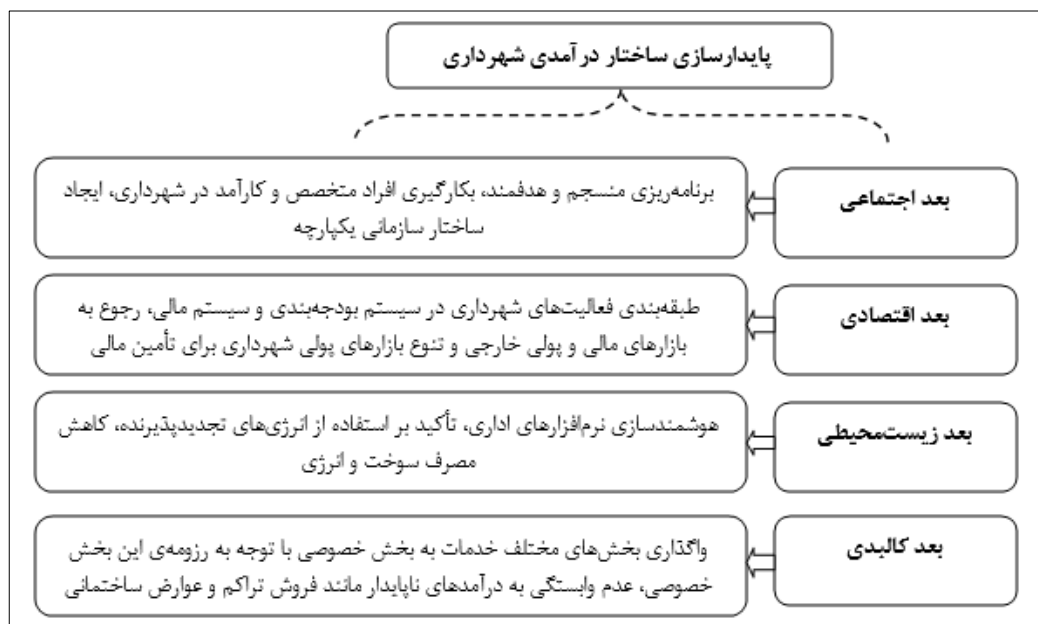 پایدارسازی ساختار درآمدی شهرداری
بعد اجتماعی
برنامه‌ریزی منسجم و هدفمند، بکارگیری افراد متخصص و کارآمد در شهرداری، ایجاد
ساختار سازمانی یکپارچه
بعد اقتصادی
طبقه‌بندی فعالیت‌های شهرداری در سیستم بودجه‌بندی و سیستم مالی، رجوع به
بازارهای مالی و پولی خارجی و تنوع بازارهای پولی شهرداری برای تأمین مالی
بعد زیست‌محیطی
هوشمندسازی نرم‌افزارهای اداری، تأکید بر استفاده از انرژی‌های تجدیدپذیرنده، کاهش
مصرف سوخت و انرژی
بعد کالبدی
واگذاری بخش‌های مختلف خدمات به بخش خصوصی با توجه به رزومه‌ی این بخش
خصوصی، عدم وابستگی به درآمدهای ناپایدار مانند فروش تراکم و عوارض ساختمانی